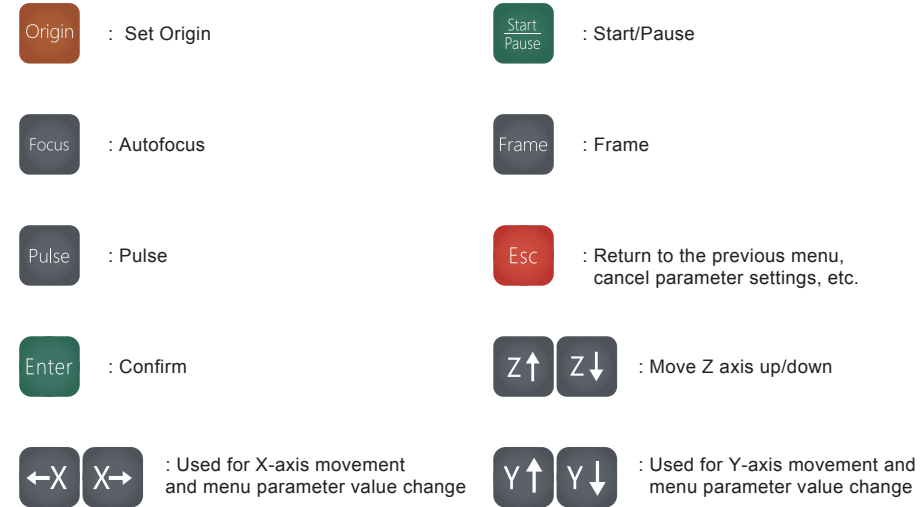 Origin : Set Origin
Start
Pause : Start/Pause
Focus : Autofocus
Frame : Frame
Pulse : Pulse
Esc : Return to the previous menu,
cancel parameter settings, etc.
Enter : Confirm
Z↑ Z↓ : Move Z axis up/down
←X X→ : Used for X-axis movement
and menu parameter value change
Y↑ Y↓ : Used for Y-axis movement and
menu parameter value change